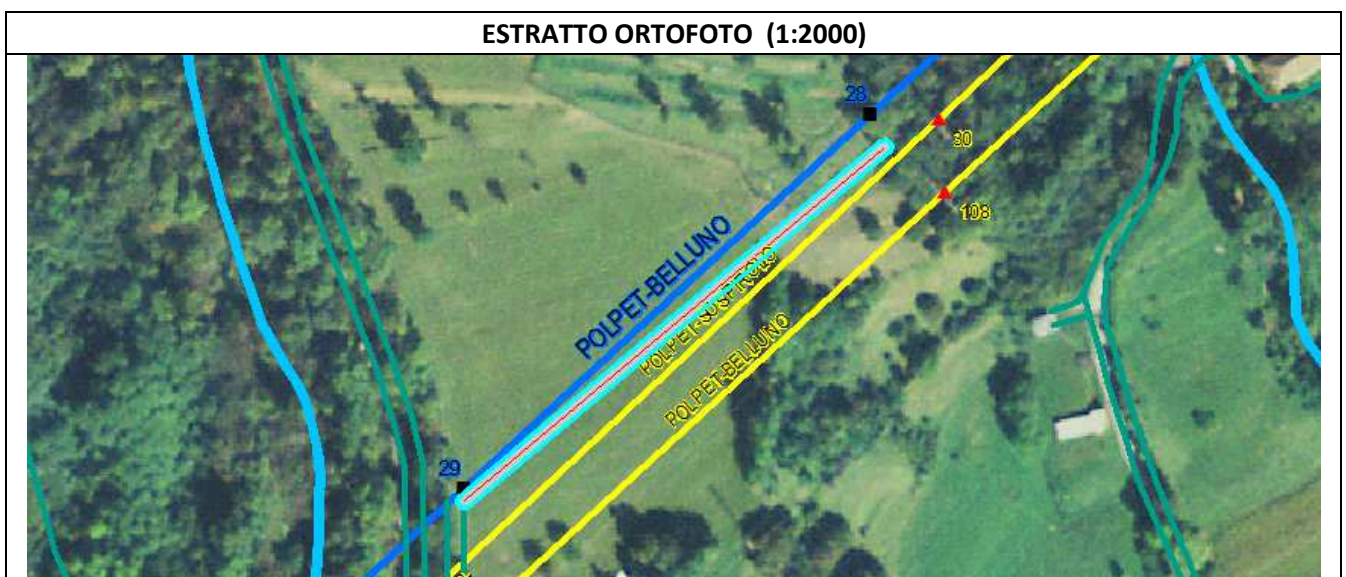 ESTRATTO ORTOFOTO (1:2000)
28
30
108
POLPET-BELLUNO
POLPET-SOSPIROLO
POLPET-BELLUNO
29